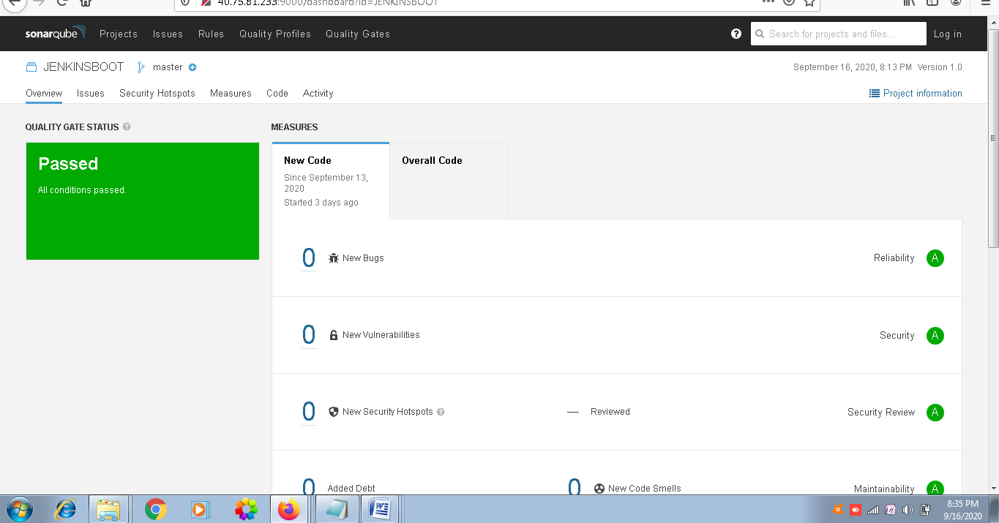 40.75.81.233:9000/dashboard?id=JENKINSBOOT
sonarqube Projects Issues Rules Quality Profiles Quality Gates Search for projects and files... Log in
JENKINSBOOT master September 16, 2020, 8:13 PM Version 1.0
Overview Issues Security Hotspots Measures Code Activity Project information
QUALITY GATE STATUS
Passed
All conditions passed.
MEASURES
New Code
Since September 13,
2020
Started 3 days ago
Overall Code
0 New Bugs Reliability A
0 New Vulnerabilities Security A
0 New Security Hotspots — Reviewed Security Review A
0 Added Debt 0 New Code Smells Maintainability A
8:35 PM
9/16/2020